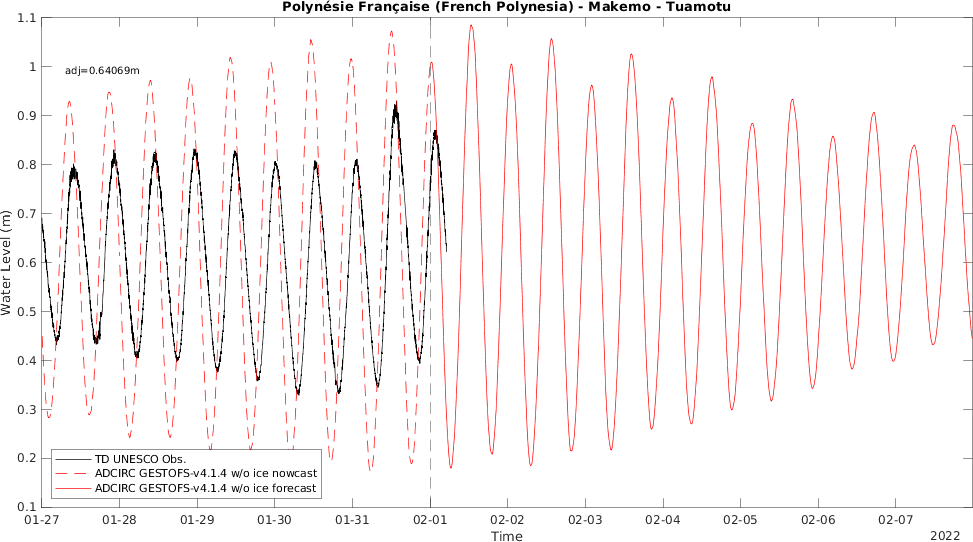 Polynésie Française (French Polynesia) - Makemo - Tuamotu
1.1
1
0.9
0.8
0.7
0.6
0.5
0.4
0.3
0.2
0.1
Water Level (m)
adj=0.64069m
TD UNESCO Obs.
ADCIRC GESTOFS-v4.1.4 w/o ice nowcast
ADCIRC GESTOFS-v4.1.4 w/o ice forecast
01-27 01-28 01-29 01-30 01-31 02-01 02-02 02-03 02-04 02-05 02-06 02-07
Time
2022